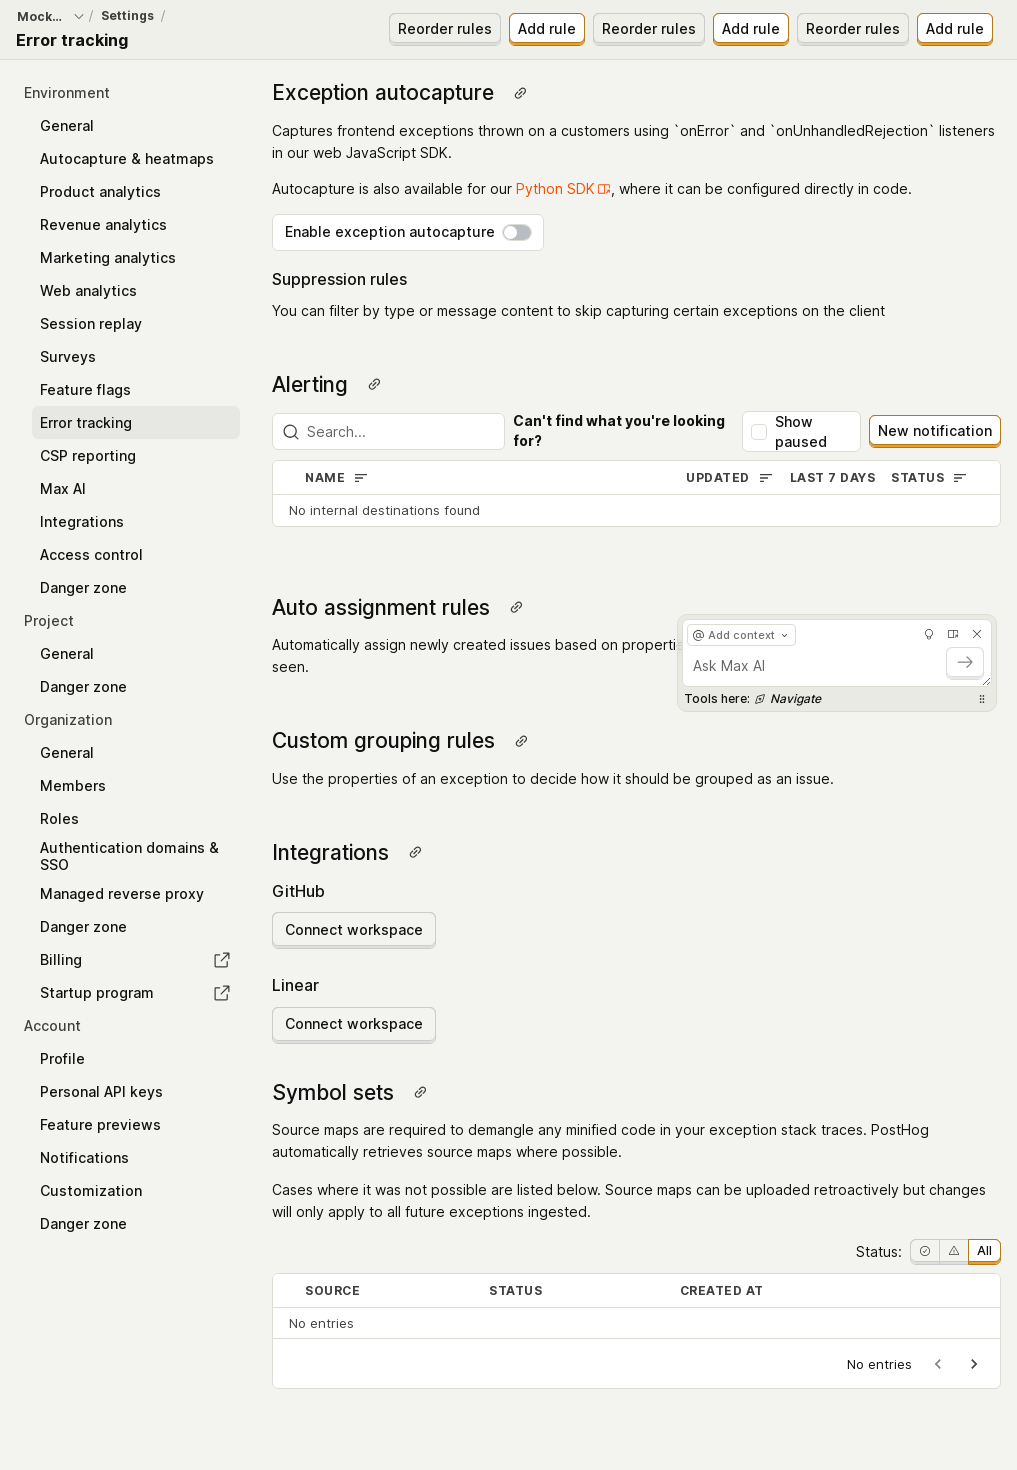 Mock... / Settings /
Error tracking
Reorder rules Add rule Reorder rules Add rule Reorder rules Add rule
Environment
General
Autocapture & heatmaps
Product analytics
Revenue analytics
Marketing analytics
Web analytics
Session replay
Surveys
Feature flags
Error tracking
CSP reporting
Max AI
Integrations
Access control
Danger zone
Project
General
Danger zone
Organization
General
Members
Roles
Authentication domains &
SSO
Managed reverse proxy
Danger zone
Billing
Startup program
Account
Profile
Personal API keys
Feature previews
Notifications
Customization
Danger zone
Exception autocapture
Captures frontend exceptions thrown on a customers using `onError` and `onUnhandledRejection` listeners
in our web JavaScript SDK.
Autocapture is also available for our Python SDK, where it can be configured directly in code.
Enable exception autocapture
Suppression rules
You can filter by type or message content to skip capturing certain exceptions on the client
Alerting
Search...
Can't find what you're looking
for?
Show
paused
New notification
NAME UPDATED LAST 7 DAYS STATUS
No internal destinations found
Auto assignment rules
Automatically assign newly created issues based on propertie
seen.
Add context
Ask Max AI
Tools here: Navigate
Custom grouping rules
Use the properties of an exception to decide how it should be grouped as an issue.
Integrations
GitHub
Connect workspace
Linear
Connect workspace
Symbol sets
Source maps are required to demangle any minified code in your exception stack traces. PostHog
automatically retrieves source maps where possible.
Cases where it was not possible are listed below. Source maps can be uploaded retroactively but changes
will only apply to all future exceptions ingested.
Status: All
SOURCE STATUS CREATED AT
No entries
No entries